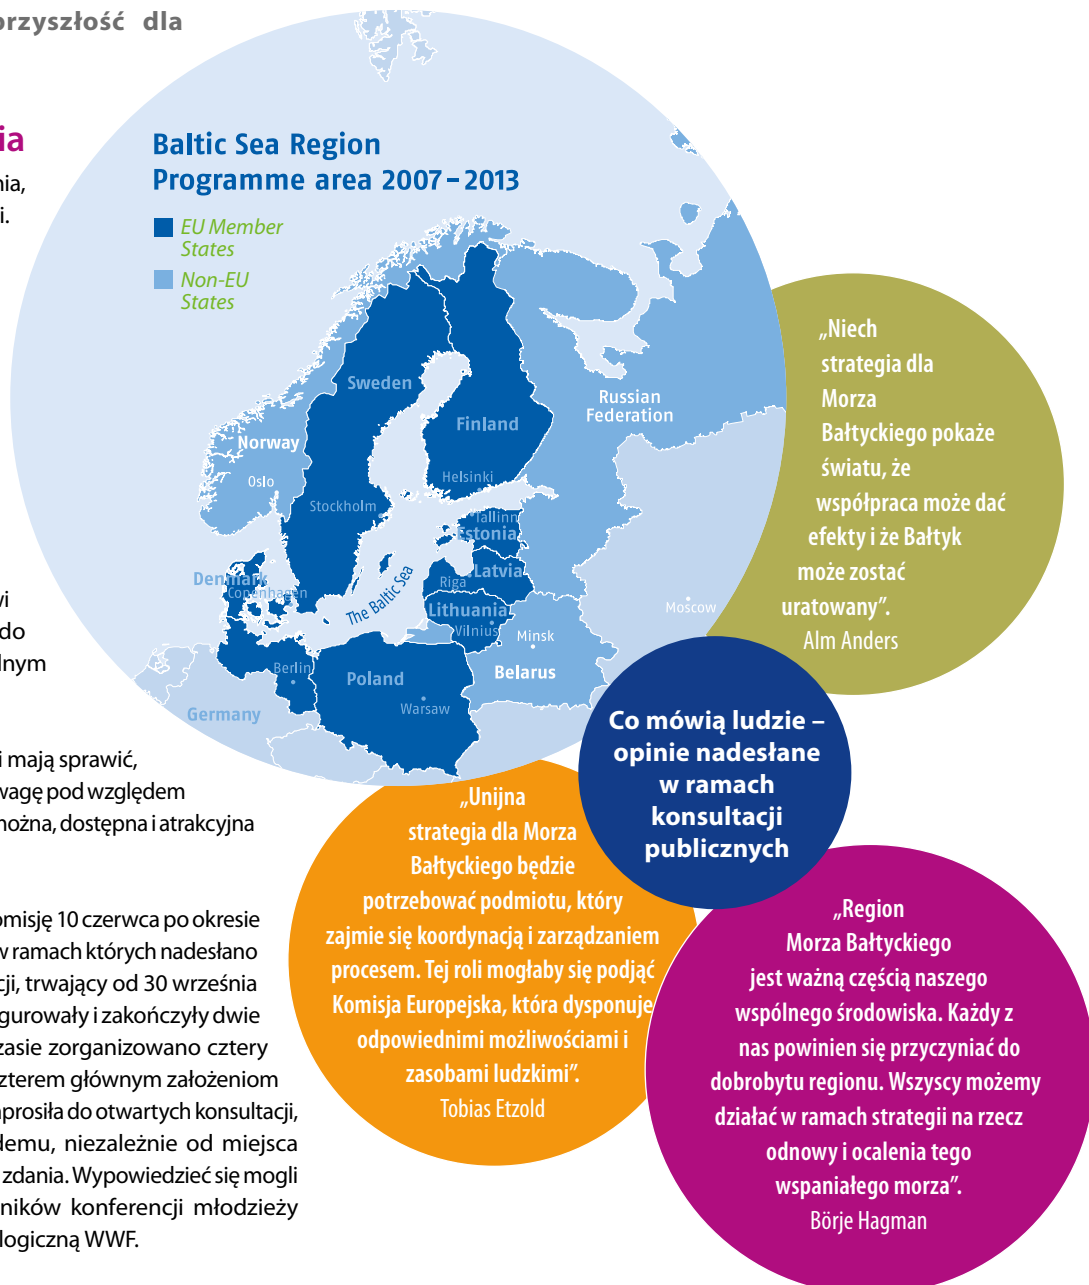 przyszłość dla
ia
nia,
i.
wi
do
lnym
i mają sprawić,
wagę pod względem
można, dostępna i atrakcyjna
omisję 10 czerwca po okresie
w ramach których nadesłano
cji, trwający od 30 września
gurowały i zakończyły dwie
zasie zorganizowano cztery
zterem głównym założeniom
aprosiła do otwartych konsultacji,
demu, niezależnie od miejsca
zdania. Wypowiedzieć się mogli
ników konferencji młodzieży
logiczną WWF.
Baltic Sea Region
Programme area 2007–2013
EU Member
States
Non-EU
States
Sweden
Finland
Norway
Oslo
Helsinki
Stockholm
Tallinn
Estonia
Russian
Federation
Denmark
Copenhagen
The Baltic Sea
Riga
Latvia
Lithuania
Vilnius
Moscow
Minsk
Belarus
Berlin
Poland
Warsaw
Germany
„Niech
strategia dla
Morza
Bałtyckiego pokaże
światu, że
współpraca może dać
efekty i że Bałtyk
może zostać
uratowany”.
Alm Anders
Co mówią ludzie –
opinie nadesłane
w ramach
konsultacji
publicznych
„Unijna
strategia dla Morza
Bałtyckiego będzie
potrzebować podmiotu, który
zajmie się koordynacją i zarządzaniem
procesem. Tej roli mogłaby się podjąć
Komisja Europejska, która dysponuje
odpowiednimi możliwościami i
zasobami ludzkimi”.
Tobias Etzold
„Region
Morza Bałtyckiego
jest ważną częścią naszego
wspólnego środowiska. Każdy z
nas powinien się przyczyniać do
dobrobytu regionu. Wszyscy możemy
działać w ramach strategii na rzecz
odnowy i ocalenia tego
wspaniałego morza”.
Börje Hagman